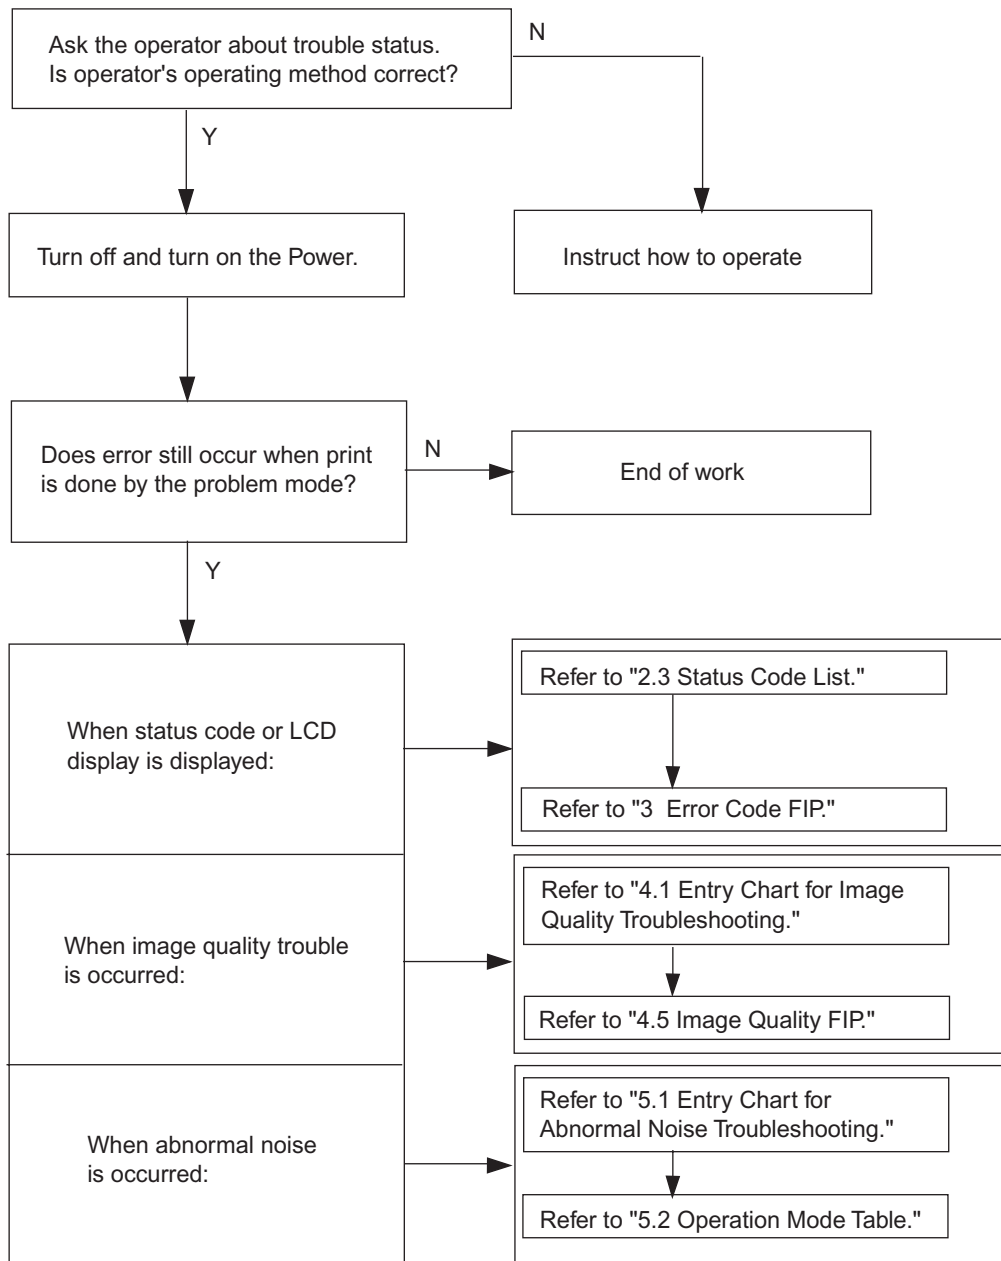 Ask the operator about trouble status.
Is operator's operating method correct?
N
Y
Turn off and turn on the Power.
Instruct how to operate
Does error still occur when print
is done by the problem mode?
N
End of work
Y
When status code or LCD
display is displayed:
Refer to "2.3 Status Code List."
Refer to "3 Error Code FIP."
When image quality trouble
is occurred:
Refer to "4.1 Entry Chart for Image
Quality Troubleshooting."
Refer to "4.5 Image Quality FIP."
When abnormal noise
is occurred:
Refer to "5.1 Entry Chart for
Abnormal Noise Troubleshooting."
Refer to "5.2 Operation Mode Table."